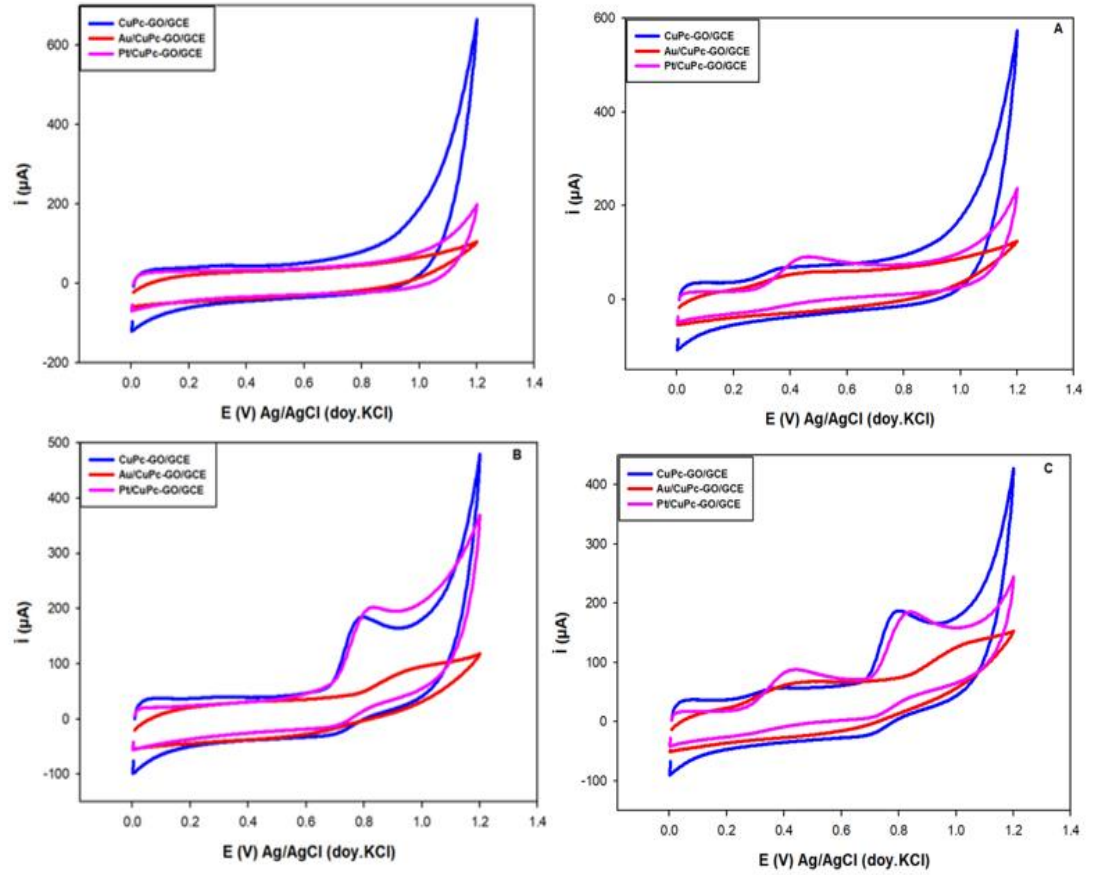 CuPc-GO/GCE
Au/CuPc-GO/GCE
Pt/CuPc-GO/GCE
600
400
200
0
-200
i (µA)
0.0 0.2 0.4 0.6 0.8 1.0 1.2 1.4
E (V) Ag/AgCl (doy.KCl)
A
CuPc-GO/GCE
Au/CuPc-GO/GCE
Pt/CuPc-GO/GCE
600
400
200
0
i (µA)
0.0 0.2 0.4 0.6 0.8 1.0 1.2 1.4
E (V) Ag/AgCl (doy.KCl)
B
CuPc-GO/GCE
Au/CuPc-GO/GCE
Pt/CuPc-GO/GCE
500
400
300
200
100
0
-100
i (µA)
0.0 0.2 0.4 0.6 0.8 1.0 1.2 1.4
E (V) Ag/AgCl (doy.KCl)
C
CuPc-GO/GCE
Au/CuPc-GO/GCE
Pt/CuPc-GO/GCE
400
300
200
100
0
-100
i (µA)
0.0 0.2 0.4 0.6 0.8 1.0 1.2 1.4
E (V) Ag/AgCl (doy.KCl)